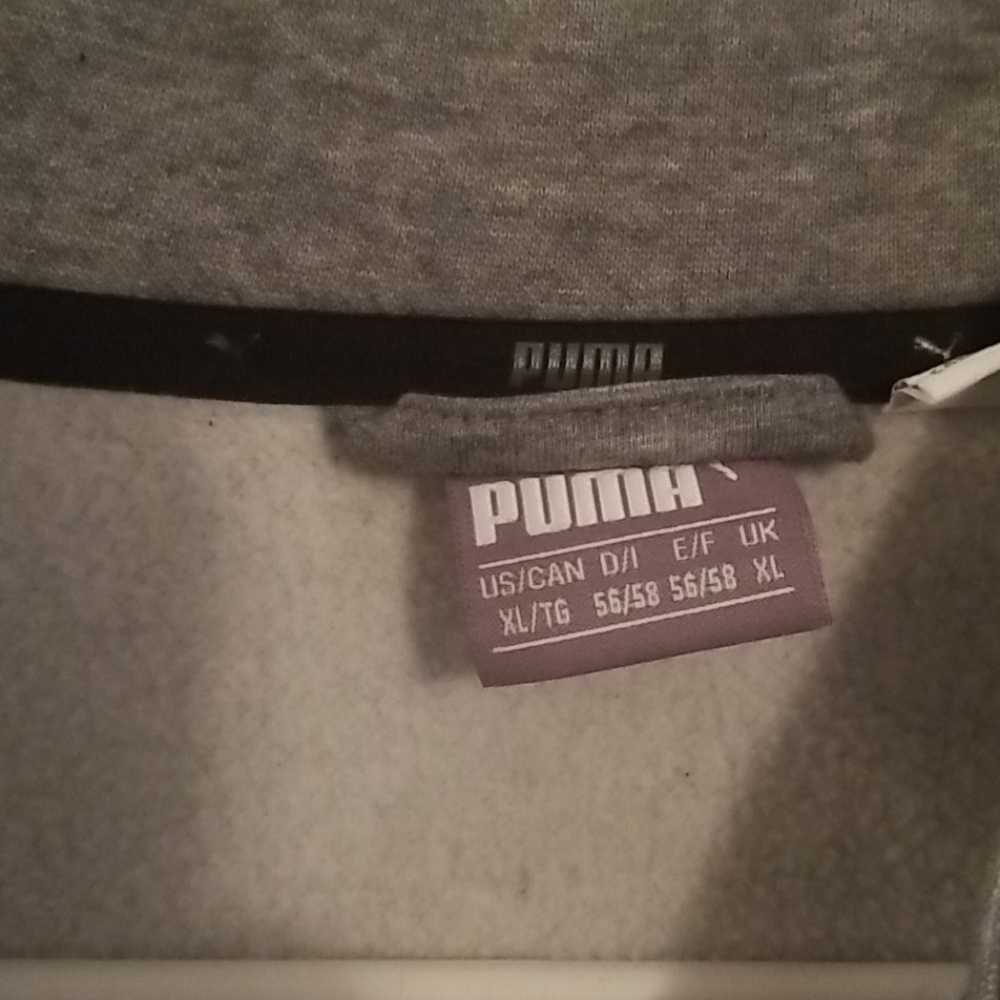 PUMA
PUMA
US/CAN D/I E/F UK
XL/TG 56/58 56/58 XL